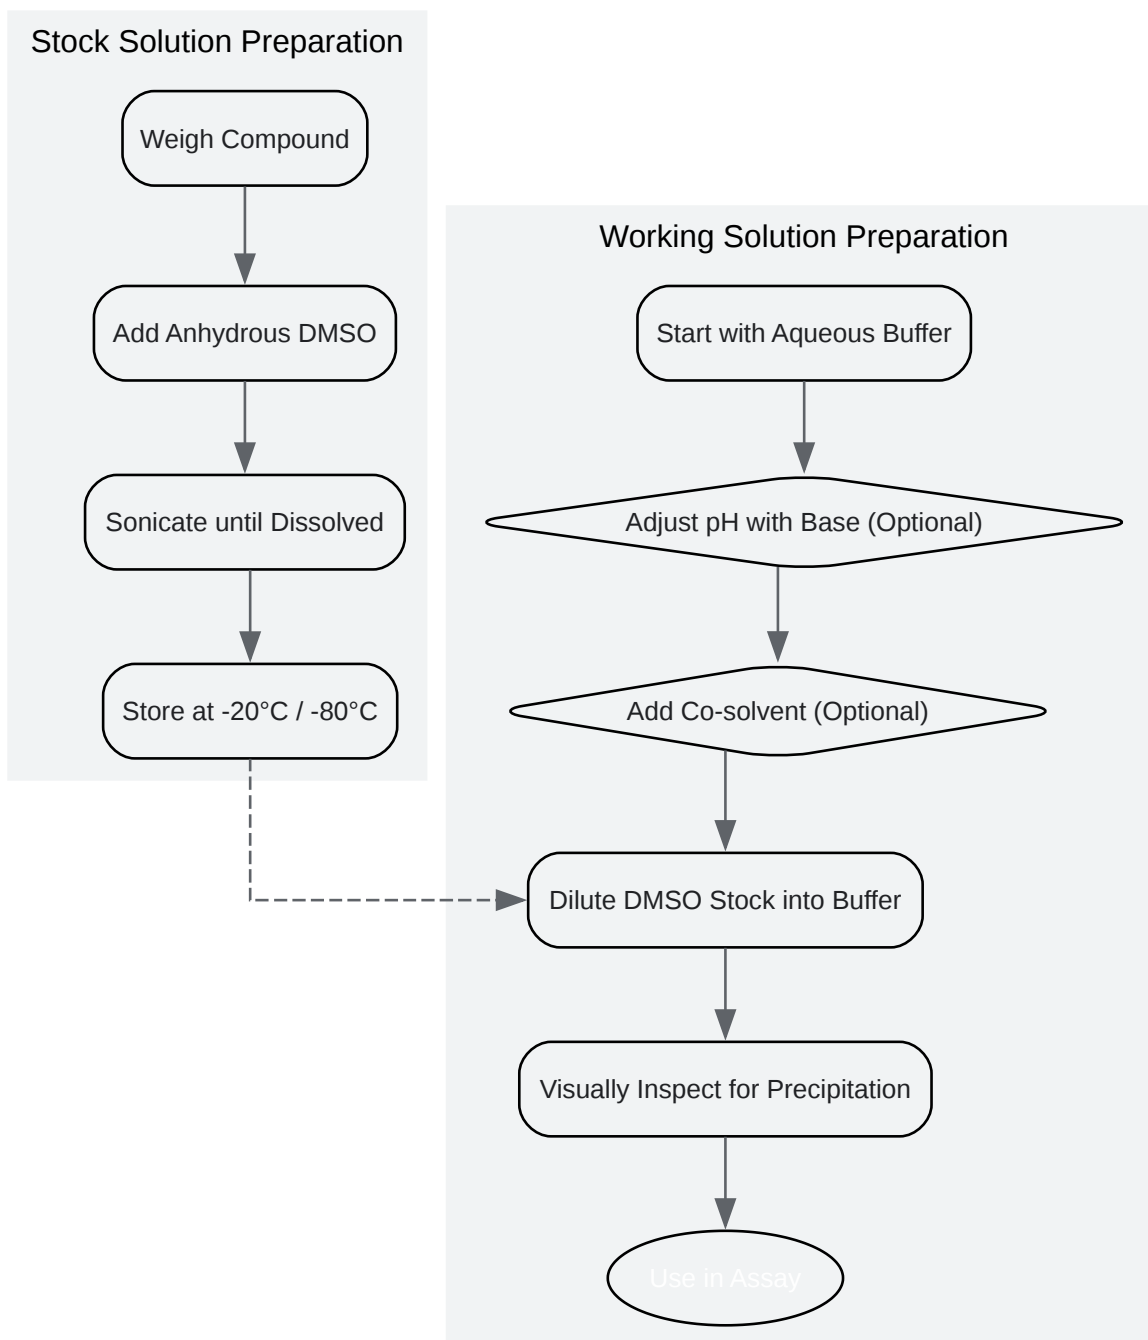 Stock Solution Preparation
Weigh Compound
Add Anhydrous DMSO
Sonicate until Dissolved
Store at -20°C / -80°C
Working Solution Preparation
Start with Aqueous Buffer
Adjust pH with Base (Optional)
Add Co-solvent (Optional)
Dilute DMSO Stock into Buffer
Visually Inspect for Precipitation
Use in Assay